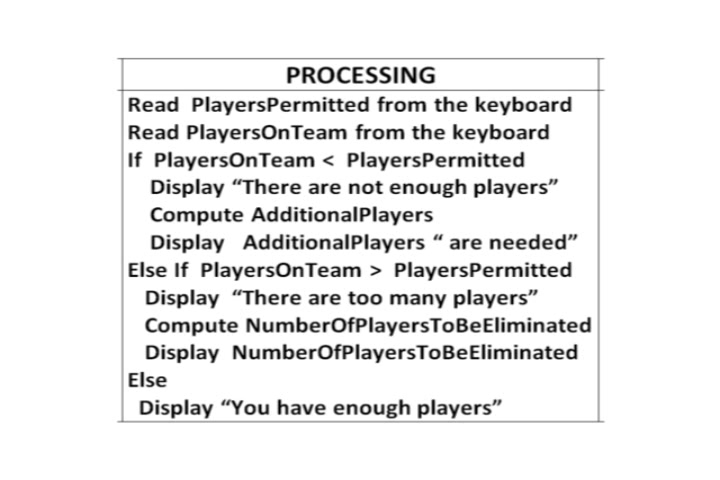 PROCESSING
Read PlayersPermitted from the keyboard
Read PlayersOnTeam from the keyboard
If PlayersOnTeam < PlayersPermitted
Display “There are not enough players”
Compute AdditionalPlayers
Display AdditionalPlayers “ are needed”
Else If PlayersOnTeam > PlayersPermitted
Display “There are too many players”
Compute NumberOfPlayersToBeEliminated
Display NumberOfPlayersToBeEliminated
Else
Display “You have enough players”